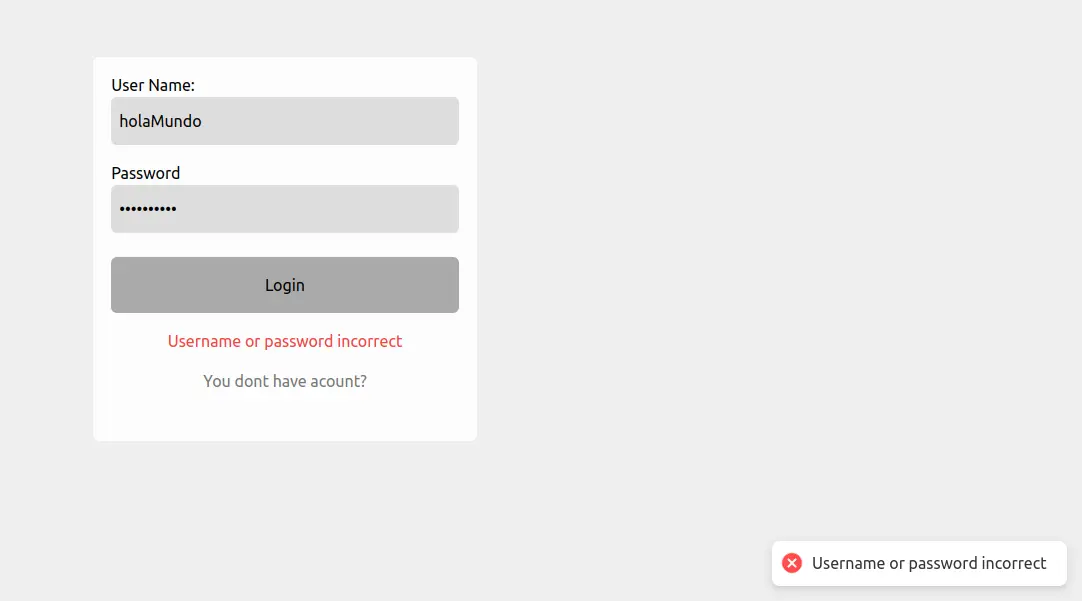 User Name:
holaMundo
Password
••••••••••
Login
Username or password incorrect
You dont have acount?
Username or password incorrect